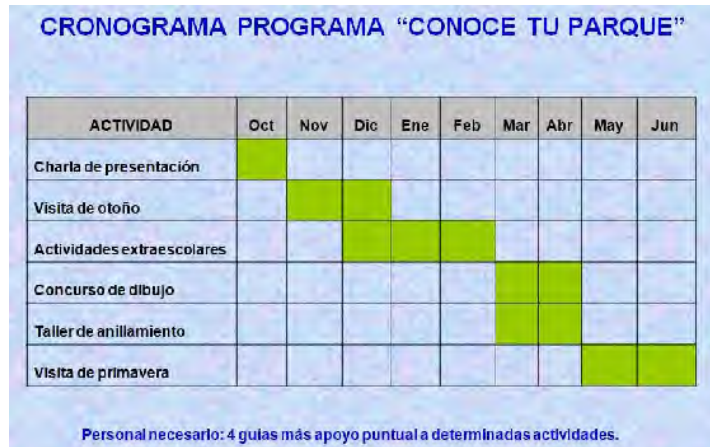 CRONOGRAMA PROGRAMA “CONOCE TU PARQUE”
ACTIVIDAD Oct Nov Dic Ene Feb Mar Abr May Jun
Charla de presentación
Visita de otoño
Actividades extraescolares
Concurso de dibujo
Taller de anillamiento
Visita de primavera
Personal necesario: 4 guías más apoyo puntual a determinadas actividades.